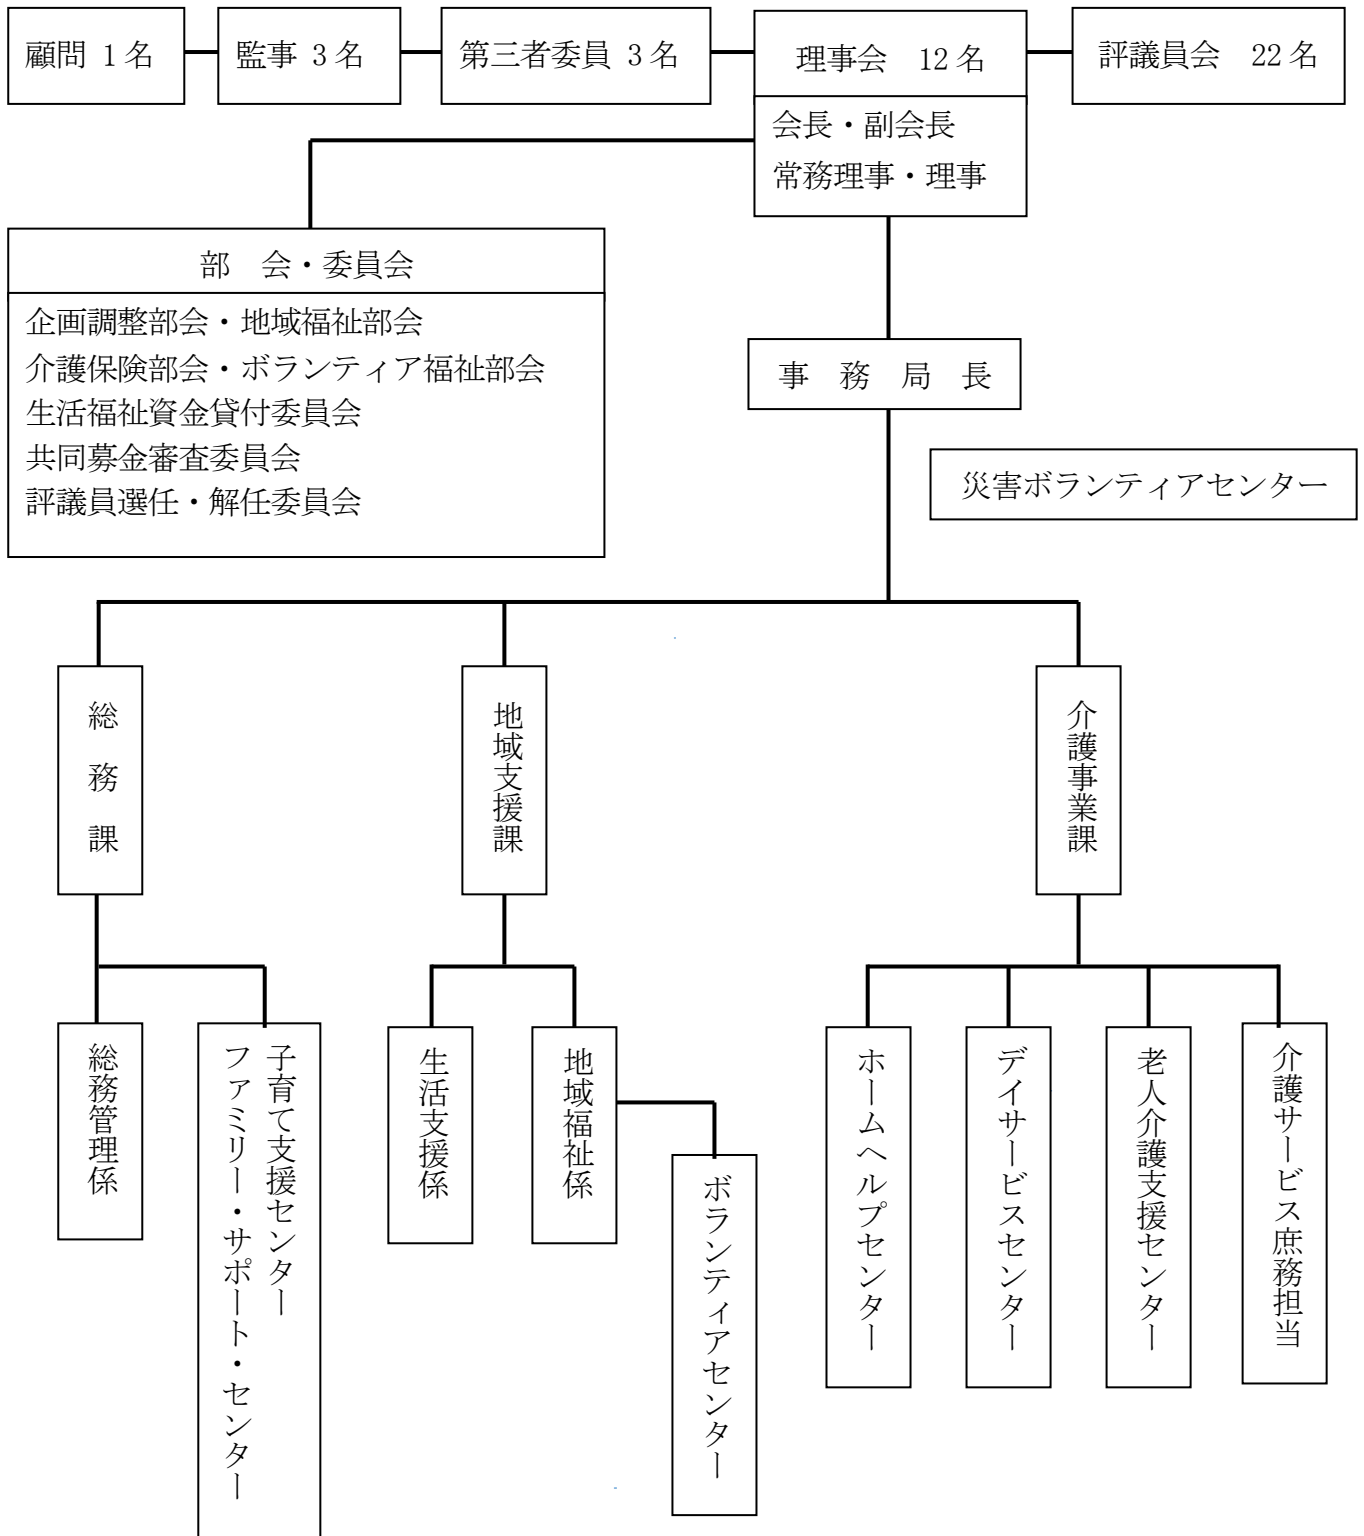 顧問 1名
監事 3名
第三者委員 3名
理事会　12名
評議員会　22名
会長・副会長
常務理事・理事
部　会・委員会
企画調整部会・地域福祉部会
介護保険部会・ボランティア福祉部会
生活福祉資金貸付委員会
共同募金審査委員会
評議員選任・解任委員会
事　務　局　長
災害ボランティアセンター
総　務　課
地域支援課
介護事業課
総務管理係
子育て支援センター
ファミリー・サポート・センター
生活支援係
地域福祉係
ボランティアセンター
ホームヘルプセンター
デイサービスセンター
老人介護支援センター
介護サービス庶務担当